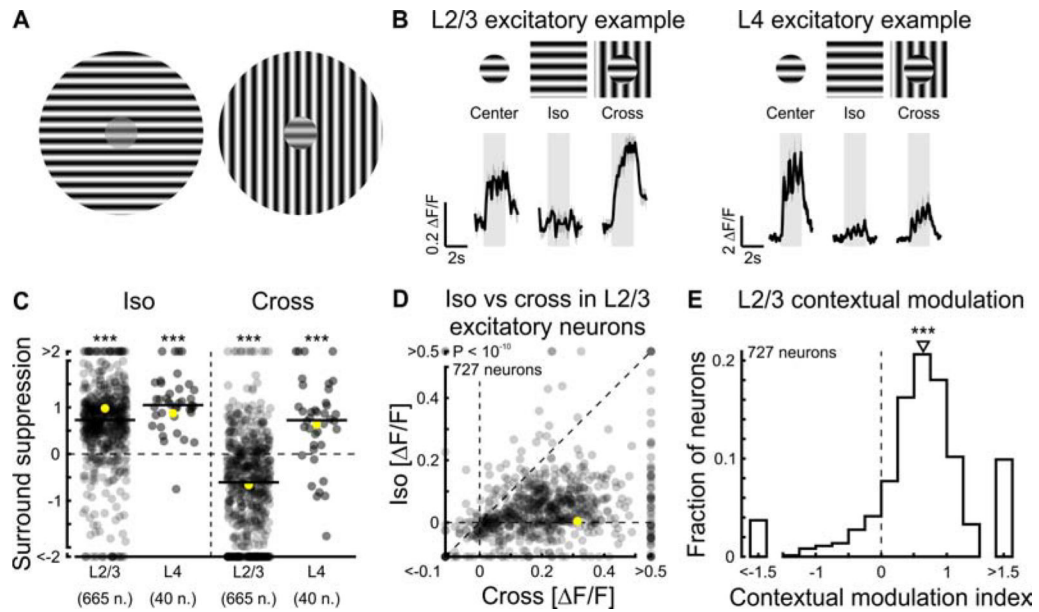 A
B
L2/3 excitatory example
L4 excitatory example
Center
Iso
Cross
Center
Iso
Cross
0.2 ΔF/F
2s
2 ΔF/F
2s
C
Iso
Cross
*** *** *** ***
Surround suppression
>2
1
0
-1
<-2
L2/3
L4
L2/3
L4
(665 n.)
(40 n.)
(665 n.)
(40 n.)
D
Iso vs cross in L2/3
excitatory neurons
P < 10-10
727 neurons
Iso [ΔF/F]
>0.5
0.4
0.2
0
<-0.1
<-0.1 0 0.2 0.4 >0.5
Cross [ΔF/F]
E
L2/3 contextual modulation
***
727 neurons
Fraction of neurons
0.2
0.1
0
<-1.5 -1 0 1 >1.5
Contextual modulation index